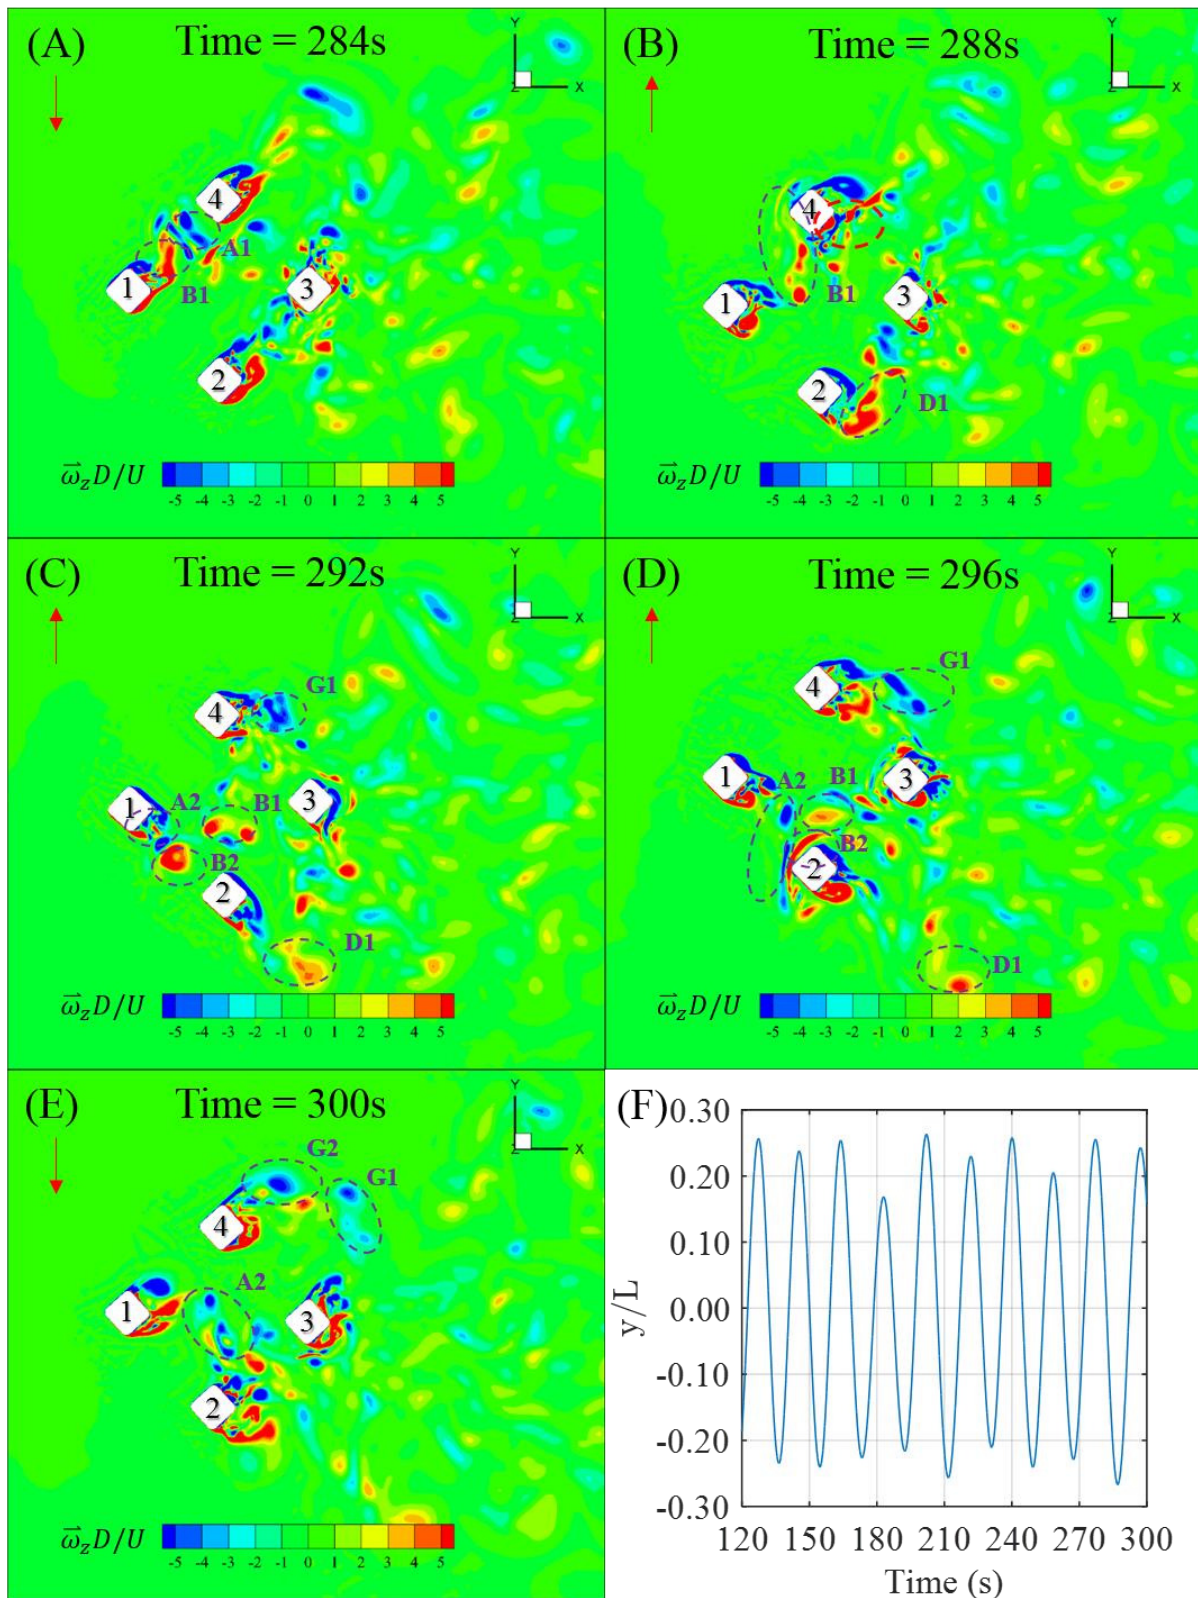 (A)
Time = 284s
Y
Z
X
4
A1
1
B1
3
2
ω⃗_z D/U
-5 -4 -3 -2 -1 0 1 2 3 4 5
(B)
Time = 288s
Y
Z
X
4
1
B1
3
2
D1
ω⃗_z D/U
-5 -4 -3 -2 -1 0 1 2 3 4 5
(C)
Time = 292s
Y
Z
X
G1
4
1
A2
B1
3
B2
2
D1
ω⃗_z D/U
-5 -4 -3 -2 -1 0 1 2 3 4 5
(D)
Time = 296s
Y
Z
X
G1
4
1
A2
B1
3
B2
2
D1
ω⃗_z D/U
-5 -4 -3 -2 -1 0 1 2 3 4 5
(E)
Time = 300s
Y
Z
X
G2
G1
4
A2
1
3
2
ω⃗_z D/U
-5 -4 -3 -2 -1 0 1 2 3 4 5
(F)
0.30
0.20
0.10
0.00
-0.10
-0.20
-0.30
y/L
120 150 180 210 240 270 300
Time (s)